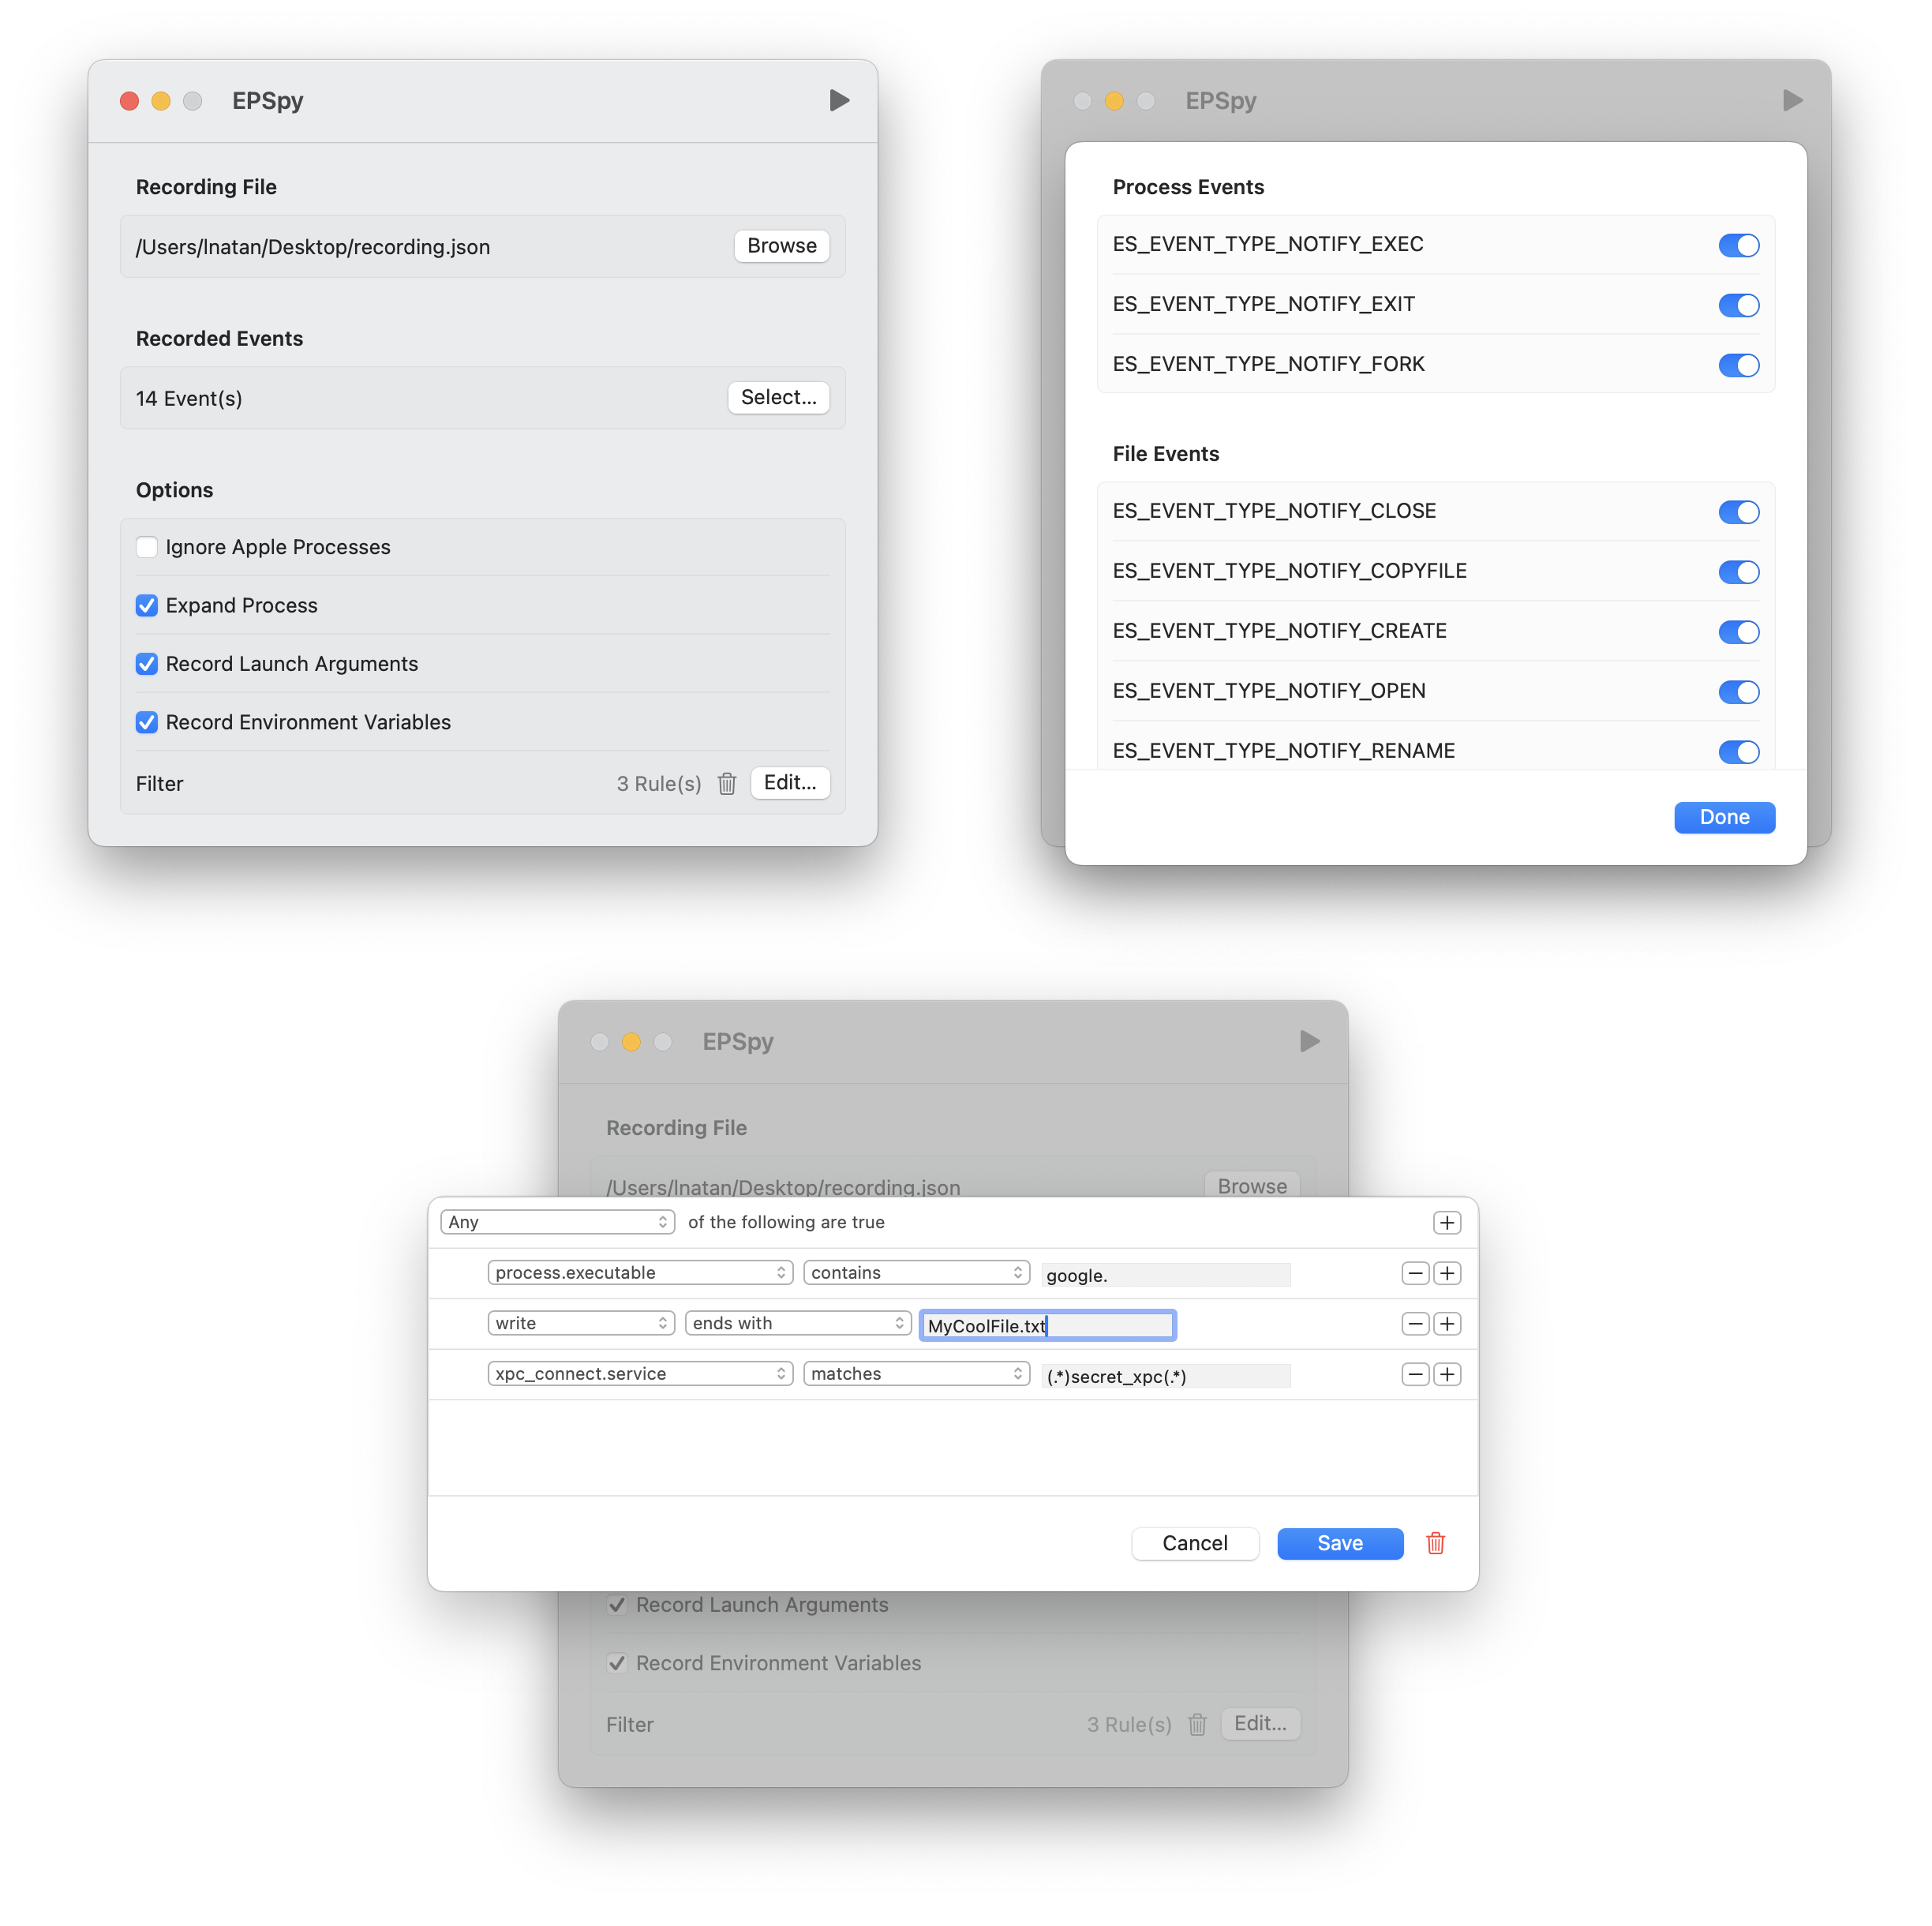 EPSpy
Recording File
/Users/lnatan/Desktop/recording.json Browse
Recorded Events
14 Event(s) Select...
Options
Ignore Apple Processes
Expand Process
Record Launch Arguments
Record Environment Variables
Filter 3 Rule(s) Edit...
EPSpy
Process Events
ES_EVENT_TYPE_NOTIFY_EXEC
ES_EVENT_TYPE_NOTIFY_EXIT
ES_EVENT_TYPE_NOTIFY_FORK
File Events
ES_EVENT_TYPE_NOTIFY_CLOSE
ES_EVENT_TYPE_NOTIFY_COPYFILE
ES_EVENT_TYPE_NOTIFY_CREATE
ES_EVENT_TYPE_NOTIFY_OPEN
ES_EVENT_TYPE_NOTIFY_RENAME
Done
EPSpy
Recording File
/Users/lnatan/Desktop/recording.json Browse
Any of the following are true
process.executable contains google.
write ends with MyCoolFile.txt
xpc_connect.service matches (.*)secret_xpc(.*)
Cancel Save
Record Launch Arguments
Record Environment Variables
Filter 3 Rule(s) Edit...